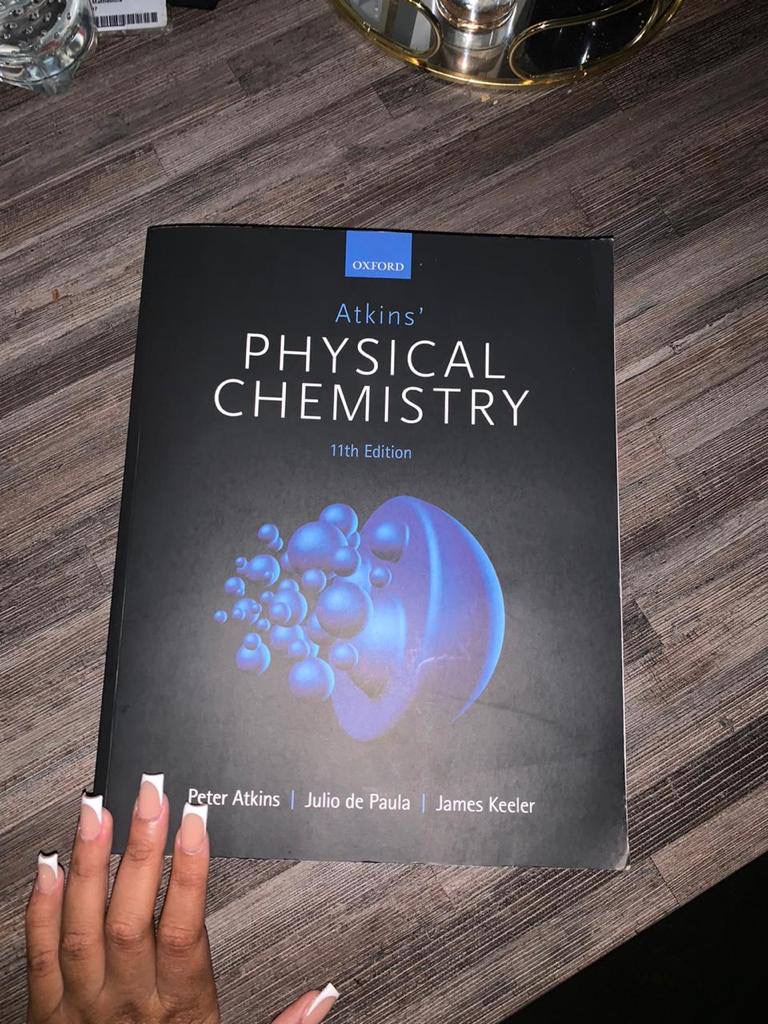 OXFORD
Atkins'
PHYSICAL
CHEMISTRY
11th Edition
Peter Atkins | Julio de Paula | James Keeler